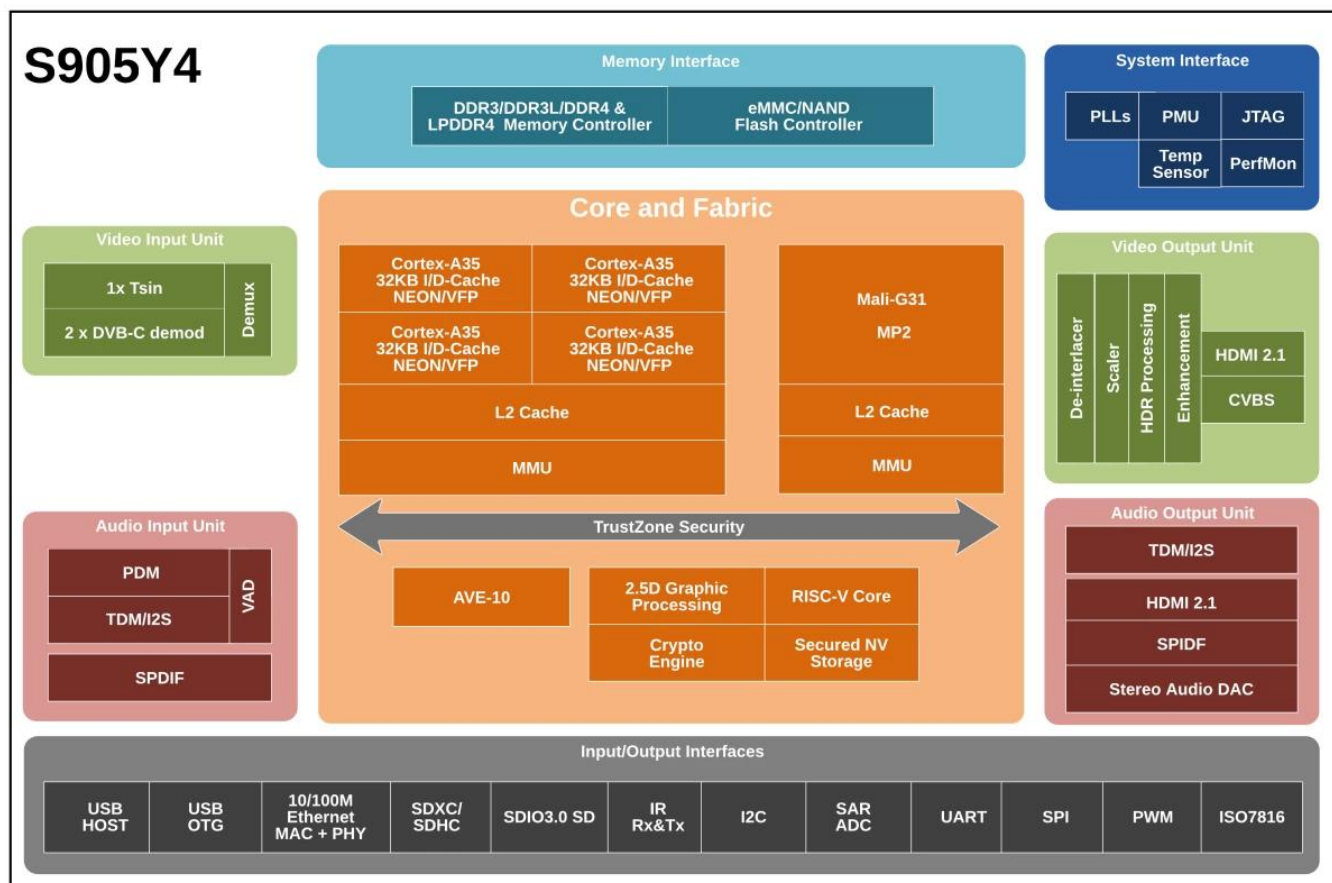 S905Y4
Memory Interface
DDR3/DDR3L/DDR4 &
LPDDR4 Memory Controller
eMMC/NAND
Flash Controller
System Interface
PLLs
PMU
JTAG
Temp
Sensor
PerfMon
Video Input Unit
1x Tsin
2 x DVB-C demod
Demux
Core and Fabric
Cortex-A35
32KB I/D-Cache
NEON/VFP
Cortex-A35
32KB I/D-Cache
NEON/VFP
Cortex-A35
32KB I/D-Cache
NEON/VFP
Cortex-A35
32KB I/D-Cache
NEON/VFP
L2 Cache
MMU
Mali-G31
MP2
L2 Cache
MMU
TrustZone Security
AVE-10
2.5D Graphic
Processing
RISC-V Core
Crypto
Engine
Secured NV
Storage
Video Output Unit
De-interlacer
Scaler
HDR Processing
Enhancement
HDMI 2.1
CVBS
Audio Input Unit
PDM
TDM/I2S
VAD
SPDIF
Audio Output Unit
TDM/I2S
HDMI 2.1
SPIDF
Stereo Audio DAC
Input/Output Interfaces
USB
HOST
USB
OTG
10/100M
Ethernet
MAC + PHY
SDXC/
SDHC
SDIO3.0 SD
IR
Rx&Tx
I2C
SAR
ADC
UART
SPI
PWM
ISO7816